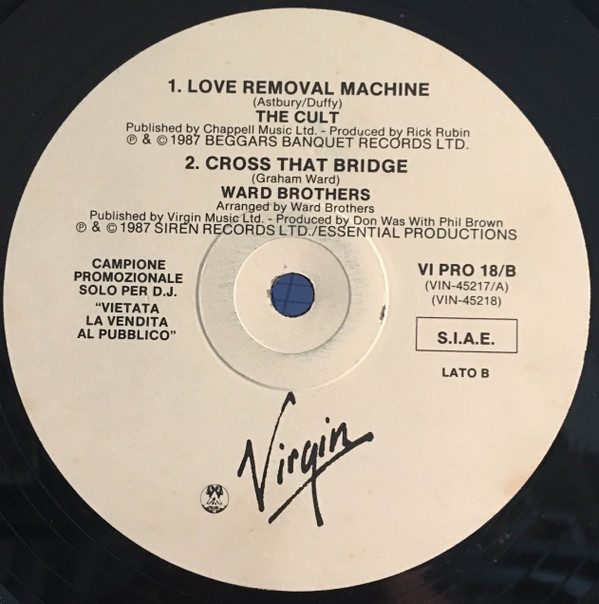 1. LOVE REMOVAL MACHINE
(Astbury/Duffy)
THE CULT
Published by Chappell Music Ltd. - Produced by Rick Rubin
℗ & © 1987 BEGGARS BANQUET RECORDS LTD.
2. CROSS THAT BRIDGE
(Graham Ward)
WARD BROTHERS
Arranged by Ward Brothers
Published by Virgin Music Ltd. - Produced by Don Was With Phil Brown
℗ & © 1987 SIREN RECORDS LTD./ESSENTIAL PRODUCTIONS
CAMPIONE
PROMOZIONALE
SOLO PER D.J.
"VIETATA
LA VENDITA
AL PUBBLICO"
VI PRO 18/B
(VIN-45217/A)
(VIN-45218)
S.I.A.E.
LATO B
Virgin